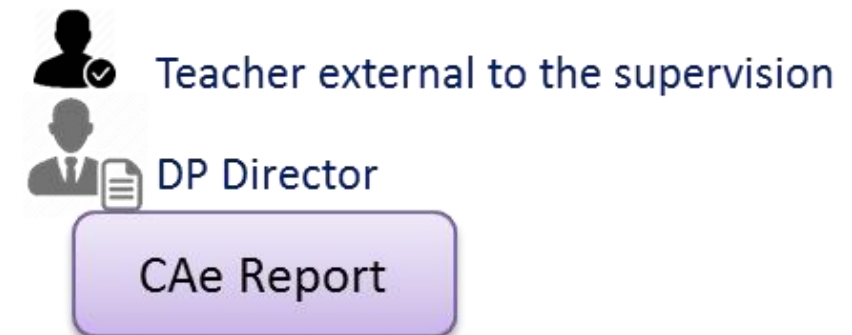 Teacher external to the supervision
DP Director
CAe Report